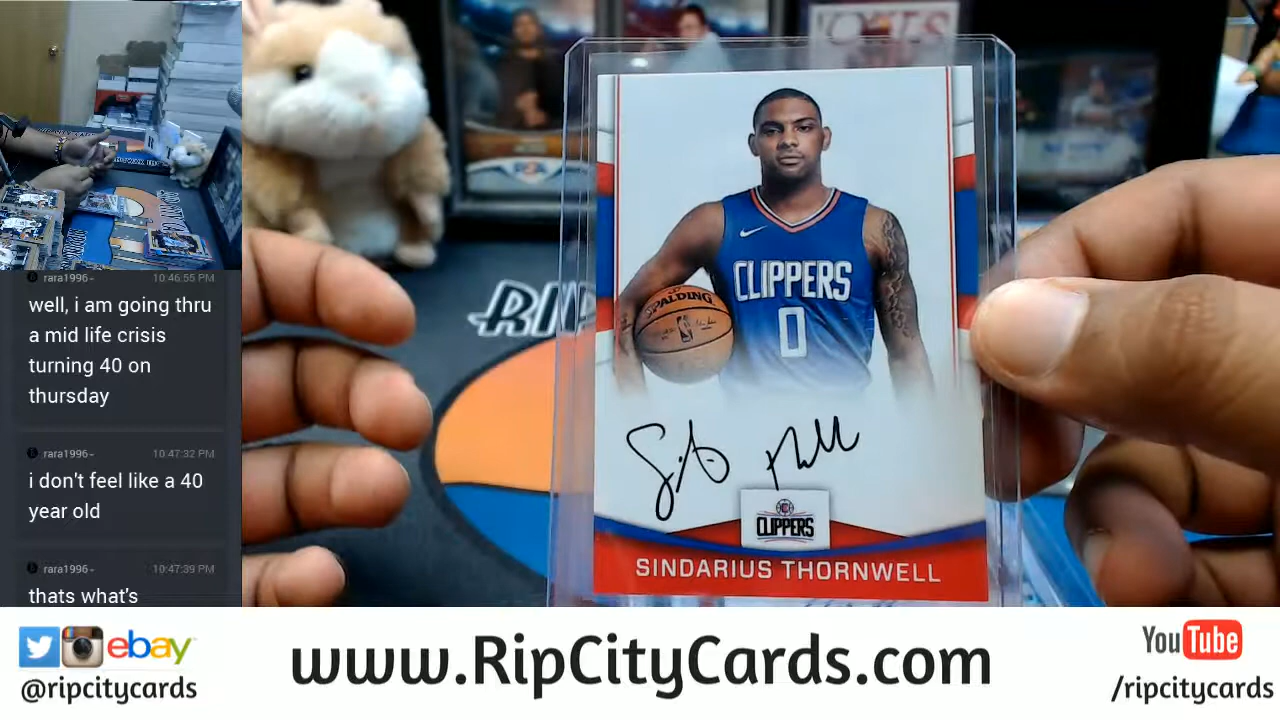 rara1996- 10:46:55 PM
well, i am going thru
a mid life crisis
turning 40 on
thursday
rara1996- 10:47:32 PM
i don't feel like a 40
year old
rara1996- 10:47:39 PM
thats what's
RIP
SPALDING
CLIPPERS
0
CLIPPERS
SINDARIUS THORNWELL
ebay
@ripcitycards
www.RipCityCards.com
YouTube
/ripcitycards